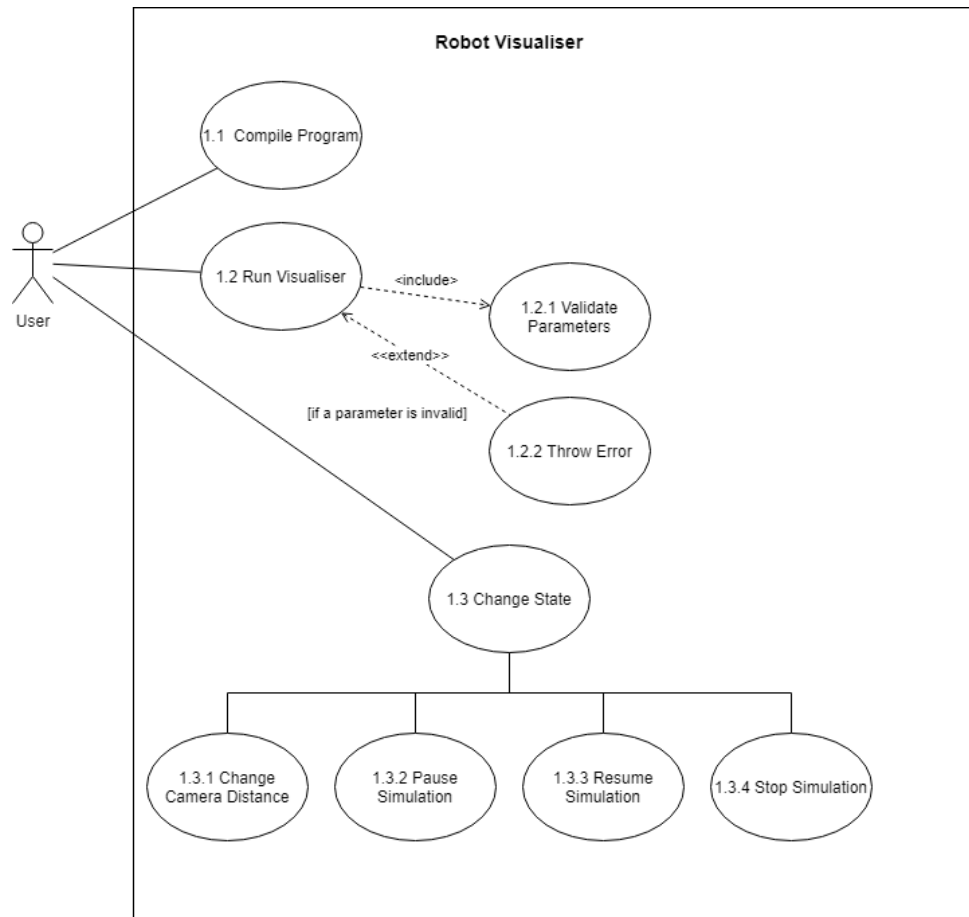 Robot Visualiser
1.1  Compile Program
1.2 Run Visualiser
<include>
1.2.1 Validate
Parameters
User
<<extend>>
[if a parameter is invalid]
1.2.2 Throw Error
1.3 Change State
1.3.1 Change
Camera Distance
1.3.2 Pause
Simulation
1.3.3 Resume
Simulation
1.3.4 Stop Simulation